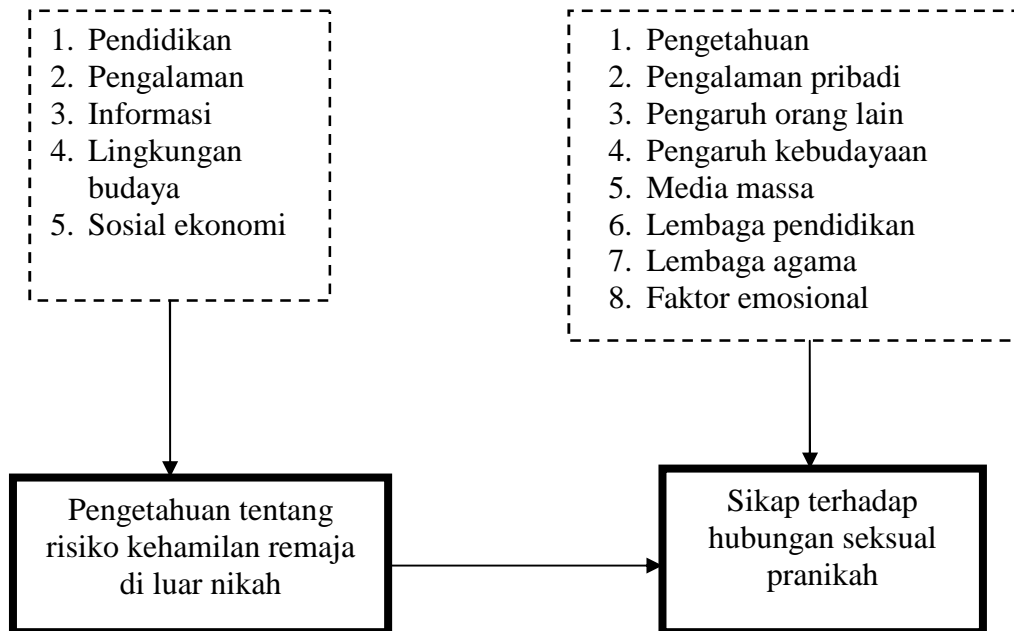 1. Pendidikan
2. Pengalaman
3. Informasi
4. Lingkungan
budaya
5. Sosial ekonomi
1. Pengetahuan
2. Pengalaman pribadi
3. Pengaruh orang lain
4. Pengaruh kebudayaan
5. Media massa
6. Lembaga pendidikan
7. Lembaga agama
8. Faktor emosional
Pengetahuan tentang
risiko kehamilan remaja
di luar nikah
Sikap terhadap
hubungan seksual
pranikah